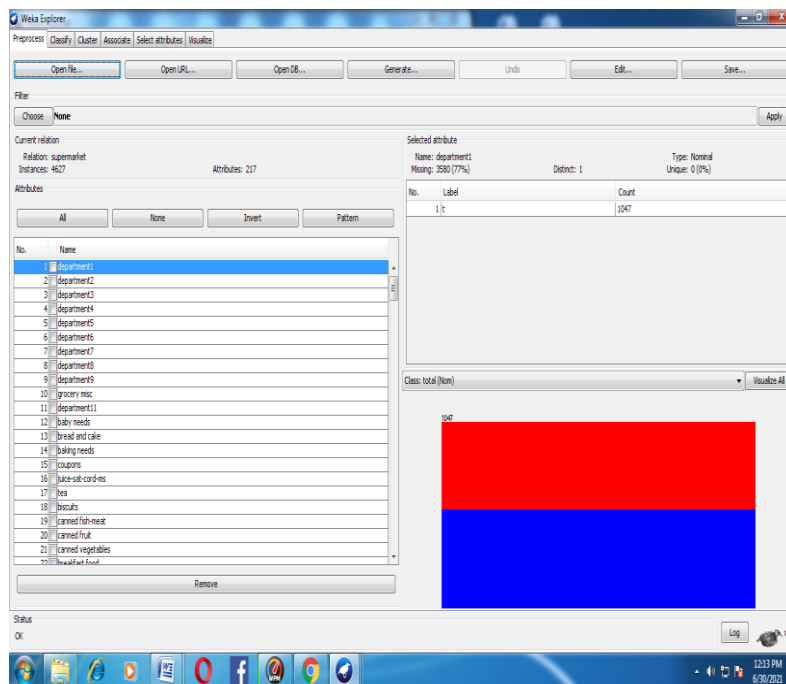 Weka Explorer
Preprocess Classify Cluster Associate Select attributes Visualize
Open file... Open URL... Open DB... Generate... Undo Edit... Save...
Filter
Choose None Apply
Current relation
Relation: supermarket
Instances: 4627 Attributes: 217
Attributes
All None Invert Pattern
No. Name
1 department1
2 department2
3 department3
4 department4
5 department5
6 department6
7 department7
8 department8
9 department9
10 grocery misc
11 department11
12 baby needs
13 bread and cake
14 baking needs
15 coupons
16 juice-sat-cord-ms
17 tea
18 biscuits
19 canned fish-meat
20 canned fruit
21 canned vegetables
22 breakfast food
Remove
Selected attribute
Name: department1 Type: Nominal
Missing: 3580 (77%) Distinct: 1 Unique: 0 (0%)
No. Label Count
1 t 1047
Class: total (Nom) Visualize All
1047
Status
OK
Log
x
12:13 PM
6/30/2021